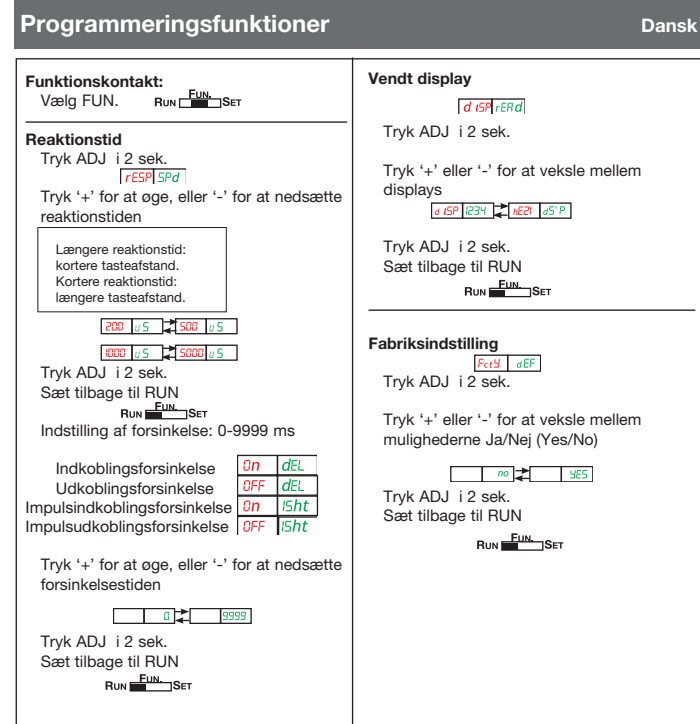 Programmeringsfunktioner Dansk
Funktionskontakt:
Vælg FUN. RUN FUN. SET
Reaktionstid
Tryk ADJ i 2 sek.
rESP SPd
Tryk ‘+’ for at øge, eller ‘-’ for at nedsætte
reaktionstiden
Længere reaktionstid:
kortere tasteafstand.
Kortere reaktionstid:
længere tasteafstand.
200 uS 500 uS
1000 uS 5000 uS
Tryk ADJ i 2 sek.
Sæt tilbage til RUN
RUN FUN. SET
Indstilling af forsinkelse: 0-9999 ms
Indkoblingsforsinkelse On dEL
Udkoblingsforsinkelse OFF dEL
Impulsindkoblingsforsinkelse On 1Sht
Impulsudkoblingsforsinkelse OFF 1Sht
Tryk ‘+’ for at øge, eller ‘-’ for at nedsætte
forsinkelsestiden
0 9999
Tryk ADJ i 2 sek.
Sæt tilbage til RUN
RUN FUN. SET
Vendt display
diSP rEAd
Tryk ADJ i 2 sek.
Tryk ‘+’ eller ‘-’ for at veksle mellem
displays
diSP 1234 hEZI dS'P
Tryk ADJ i 2 sek.
Sæt tilbage til RUN
RUN FUN. SET
Fabriksindstilling
FctY dEF
Tryk ADJ i 2 sek.
Tryk ‘+’ eller ‘-’ for at veksle mellem
mulighederne Ja/Nej (Yes/No)
no YES
Tryk ADJ i 2 sek.
Sæt tilbage til RUN
RUN FUN. SET